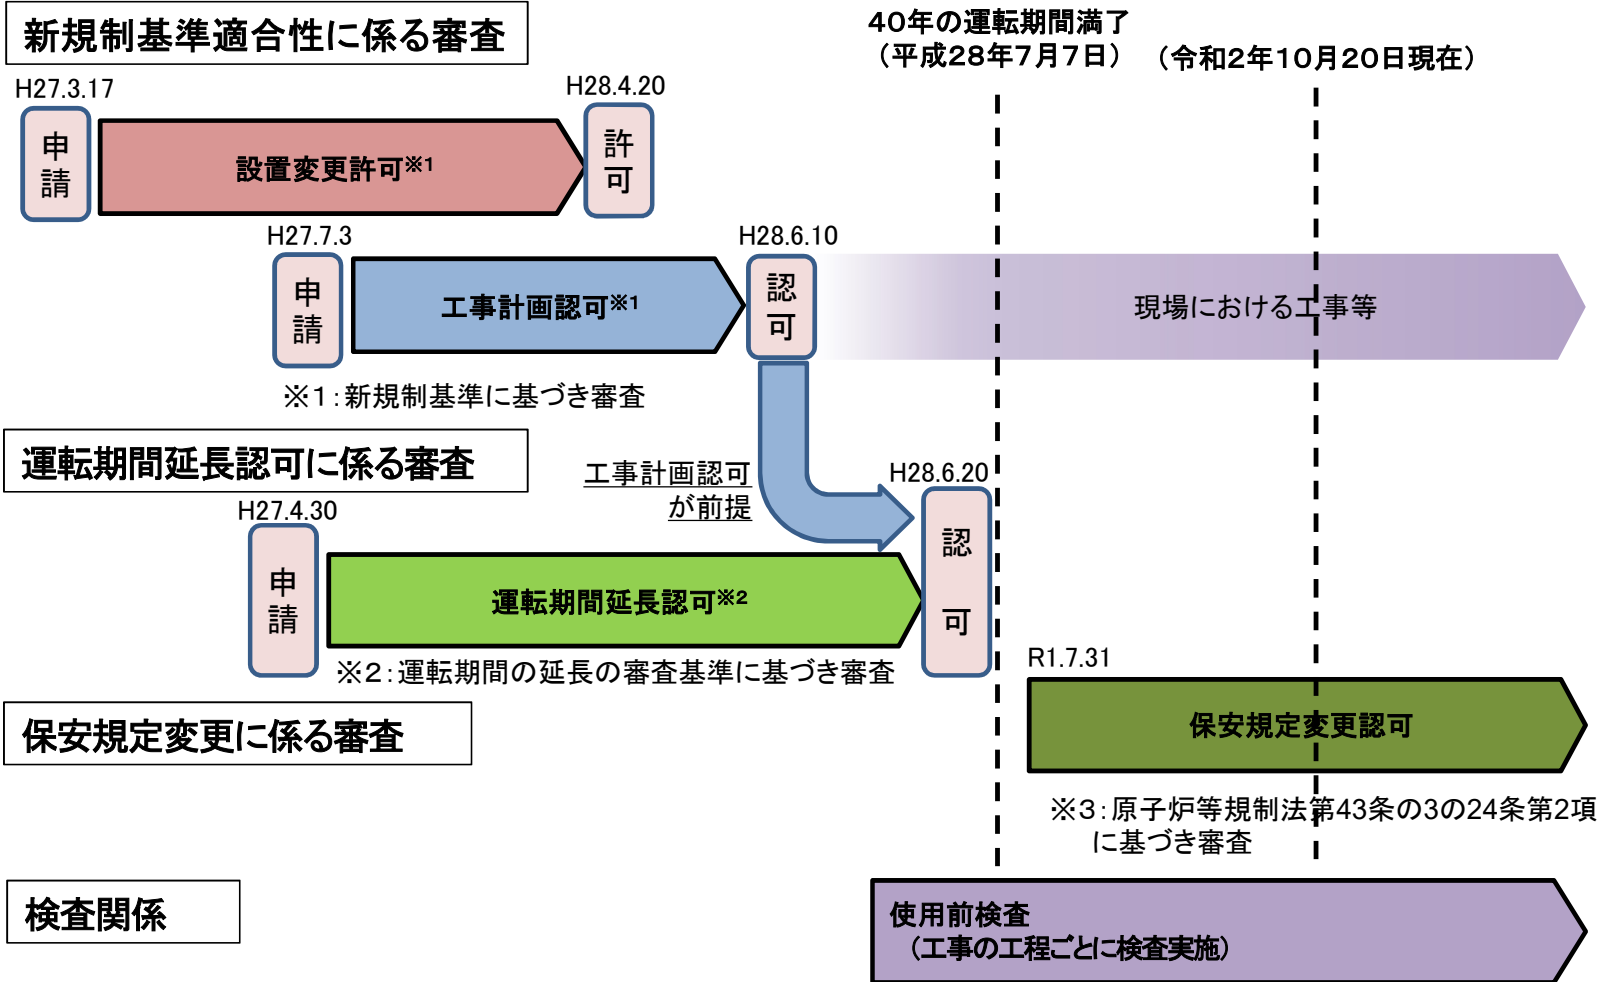 新規制基準適合性に係る審査
40年の運転期間満了
（平成28年7月7日）
（令和2年10月20日現在）
H27.3.17
申請
設置変更許可※1
H28.4.20
許可
H27.7.3
申請
工事計画認可※1
H28.6.10
認可
現場における工事等
※1：新規制基準に基づき審査
運転期間延長認可に係る審査
工事計画認可
が前提
H27.4.30
申請
運転期間延長認可※2
H28.6.20
認可
※2：運転期間の延長の審査基準に基づき審査
保安規定変更に係る審査
R1.7.31
保安規定変更認可
※3：原子炉等規制法第43条の3の24条第2項
に基づき審査
検査関係
使用前検査
（工事の工程ごとに検査実施）